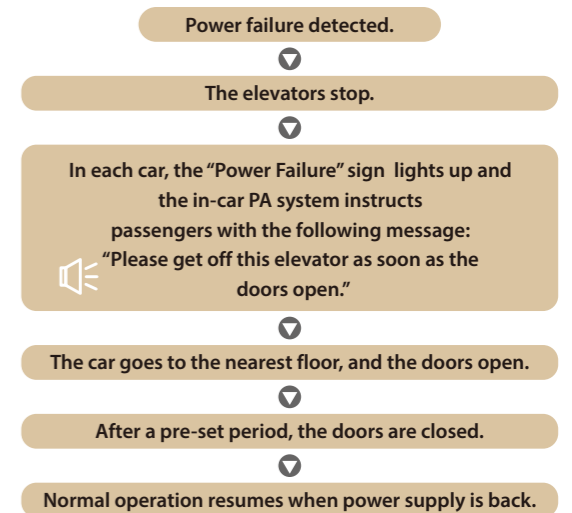 Power failure detected.
The elevators stop.
In each car, the “Power Failure” sign lights up and
the in-car PA system instructs
passengers with the following message:
“Please get off this elevator as soon as the
doors open.”
The car goes to the nearest floor, and the doors open.
After a pre-set period, the doors are closed.
Normal operation resumes when power supply is back.